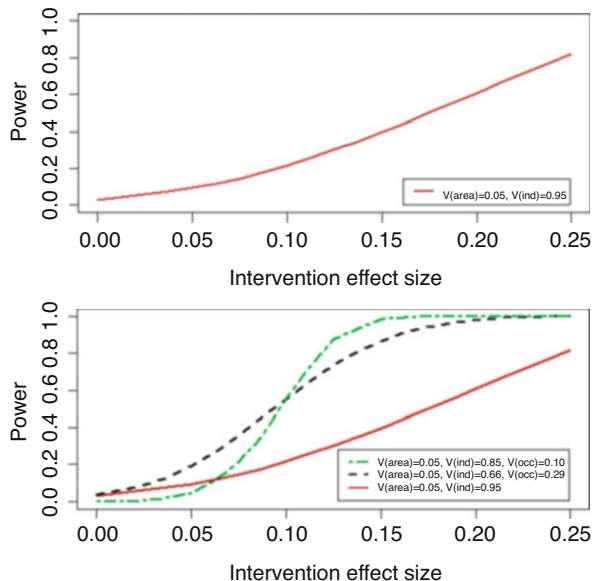 Power
0.0 0.2 0.4 0.6 0.8 1.0
V(area)=0.05, V(ind)=0.95
0.00 0.05 0.10 0.15 0.20 0.25
Intervention effect size
Power
0.0 0.2 0.4 0.6 0.8 1.0
V(area)=0.05, V(ind)=0.85, V(occ)=0.10
V(area)=0.05, V(ind)=0.66, V(occ)=0.29
V(area)=0.05, V(ind)=0.95
0.00 0.05 0.10 0.15 0.20 0.25
Intervention effect size